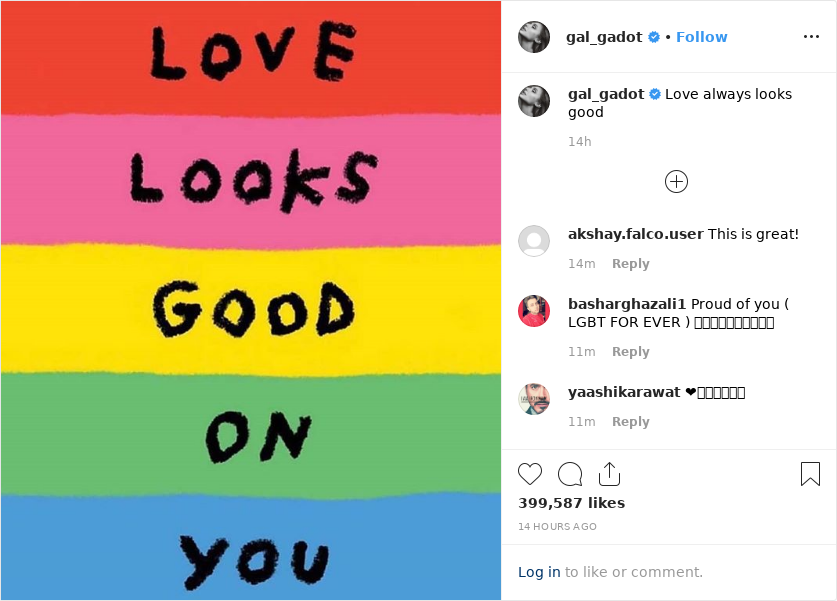 LOVE
LOOKS
GOOD
ON
YOU
gal_gadot • Follow
gal_gadot Love always looks
good
14h
akshay.falco.user This is great!
14m Reply
basharghazali1 Proud of you (
LGBT FOR EVER )
11m Reply
yaashikarawat ❤
11m Reply
399,587 likes
14 HOURS AGO
Log in to like or comment.